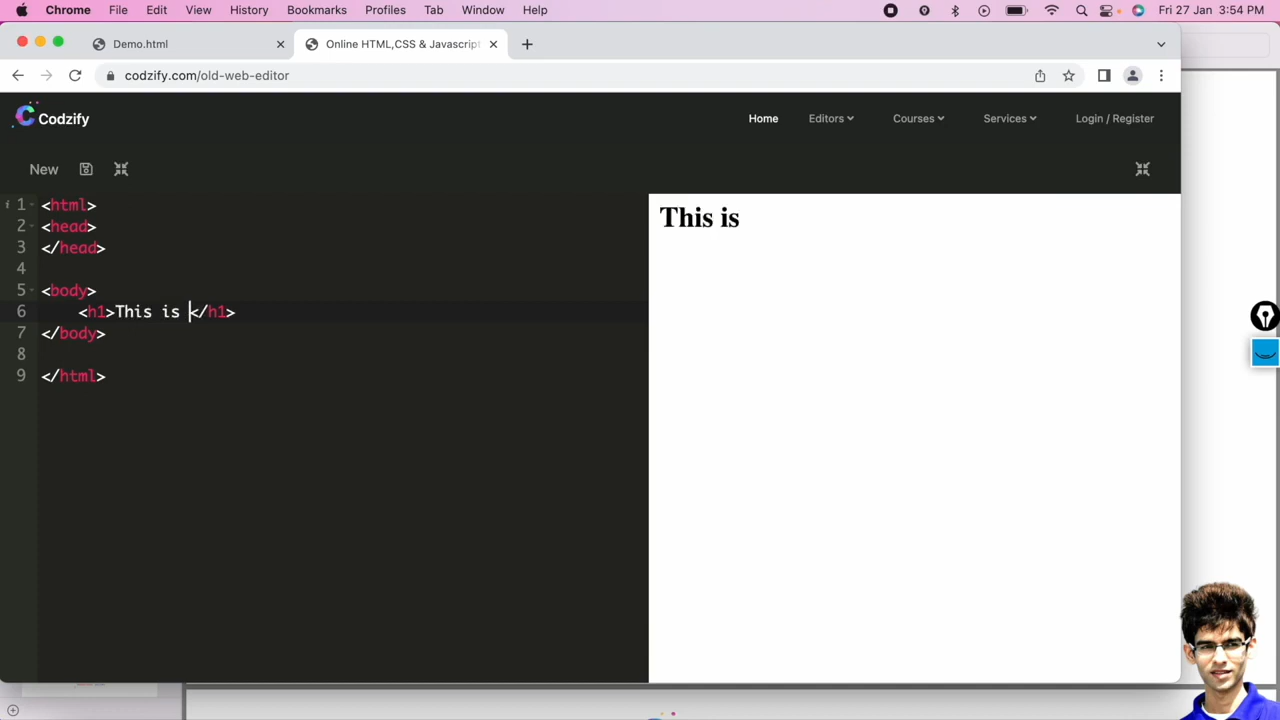 Chrome File Edit View History Bookmarks Profiles Tab Window Help Fri 27 Jan 3:54 PM
Demo.html Online HTML,CSS & Javascript
codzify.com/old-web-editor
Codzify Home Editors Courses Services Login / Register
New
i 1 <html>
2 <head>
3 </head>
4
5 <body>
6 <h1>This is </h1>
7 </body>
8
9 </html>
This is